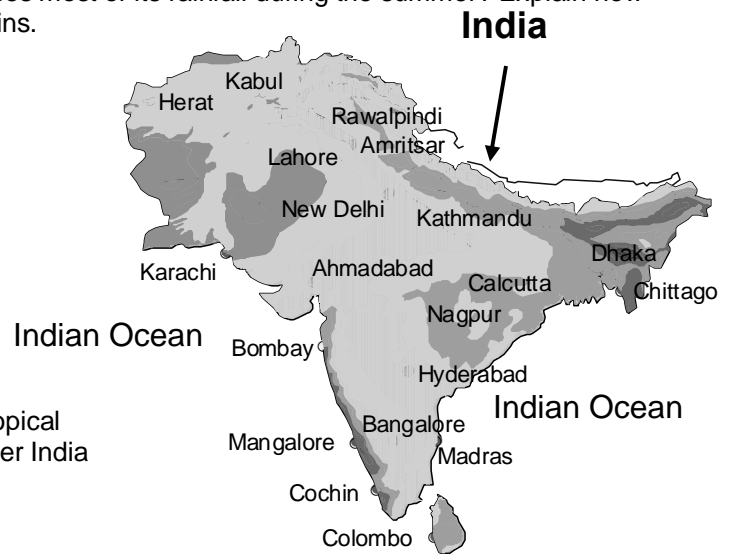 ins.
India
Kabul
Herat
Rawalpindi
Amritsar
Lahore
New Delhi
Kathmandu
Dhaka
Karachi
Ahmadabad
Calcutta
Chittago
Nagpur
Indian Ocean
Bombay
Hyderabad
Indian Ocean
opical
Bangalore
er India
Mangalore
Madras
Cochin
Colombo